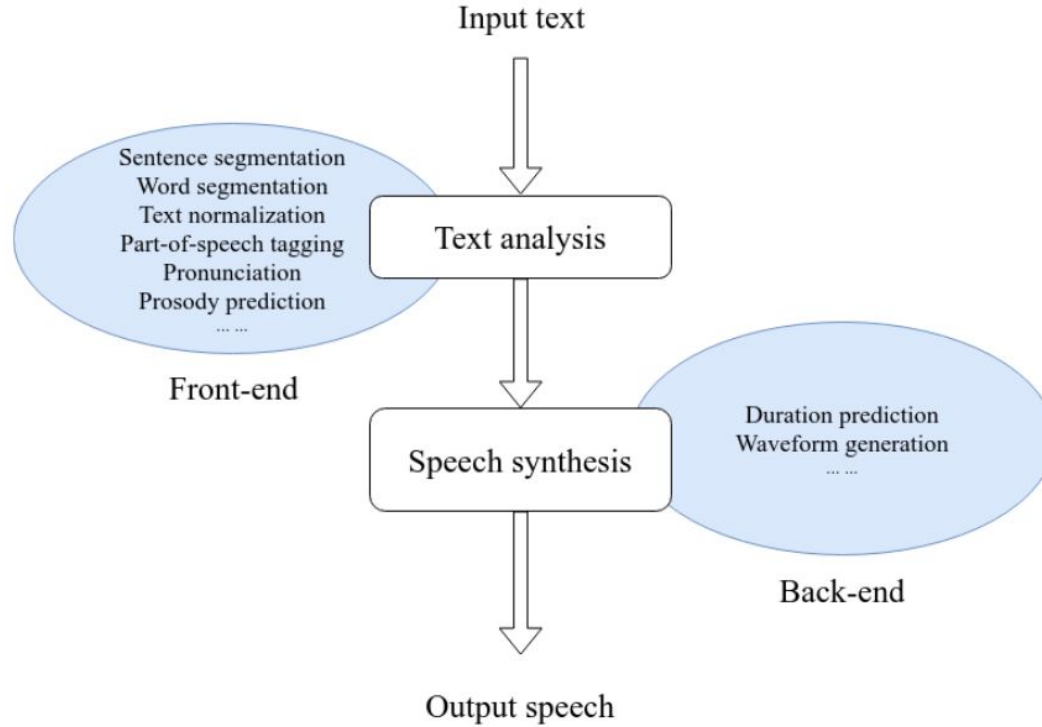 Input text
Sentence segmentation
Word segmentation
Text normalization
Part-of-speech tagging
Pronunciation
Prosody prediction
... ...
Front-end
Text analysis
Speech synthesis
Duration prediction
Waveform generation
... ...
Back-end
Output speech